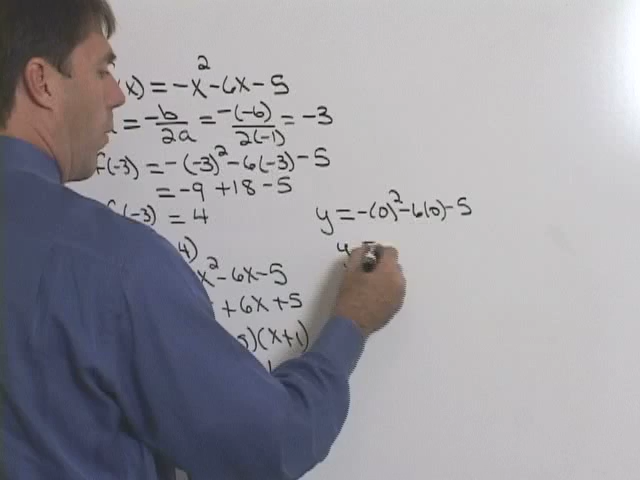 x) = -x² - 6x - 5
= -b/2a = -(-6)/2(-1) = -3
f(-3) = -(-3)² - 6(-3) - 5
= -9 + 18 - 5
f(-3) = 4
4)
x² - 6x - 5
+ 6x + 5
5)(x+1)
y = -(0)² - 6(0) - 5
y =